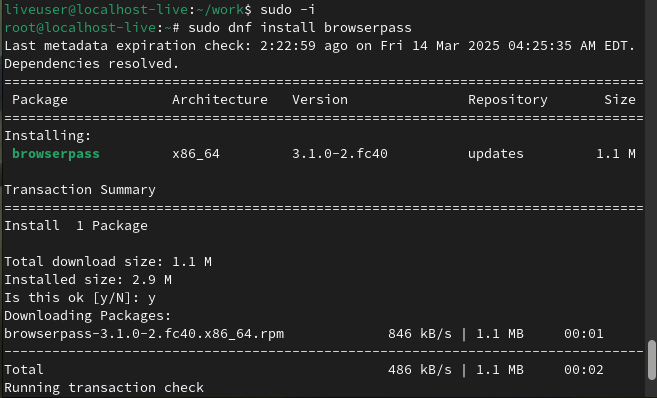 liveuser@localhost-live:~/work$ sudo -i
root@localhost-live:~# sudo dnf install browserpass
Last metadata expiration check: 2:22:59 ago on Fri 14 Mar 2025 04:25:35 AM EDT.
Dependencies resolved.
================================================================================
 Package             Architecture   Version               Repository       Size
================================================================================
Installing:
 browserpass         x86_64         3.1.0-2.fc40          updates         1.1 M

Transaction Summary
================================================================================
Install  1 Package

Total download size: 1.1 M
Installed size: 2.9 M
Is this ok [y/N]: y
Downloading Packages:
browserpass-3.1.0-2.fc40.x86_64.rpm             846 kB/s | 1.1 MB     00:01
--------------------------------------------------------------------------------
Total                                           486 kB/s | 1.1 MB     00:02
Running transaction check